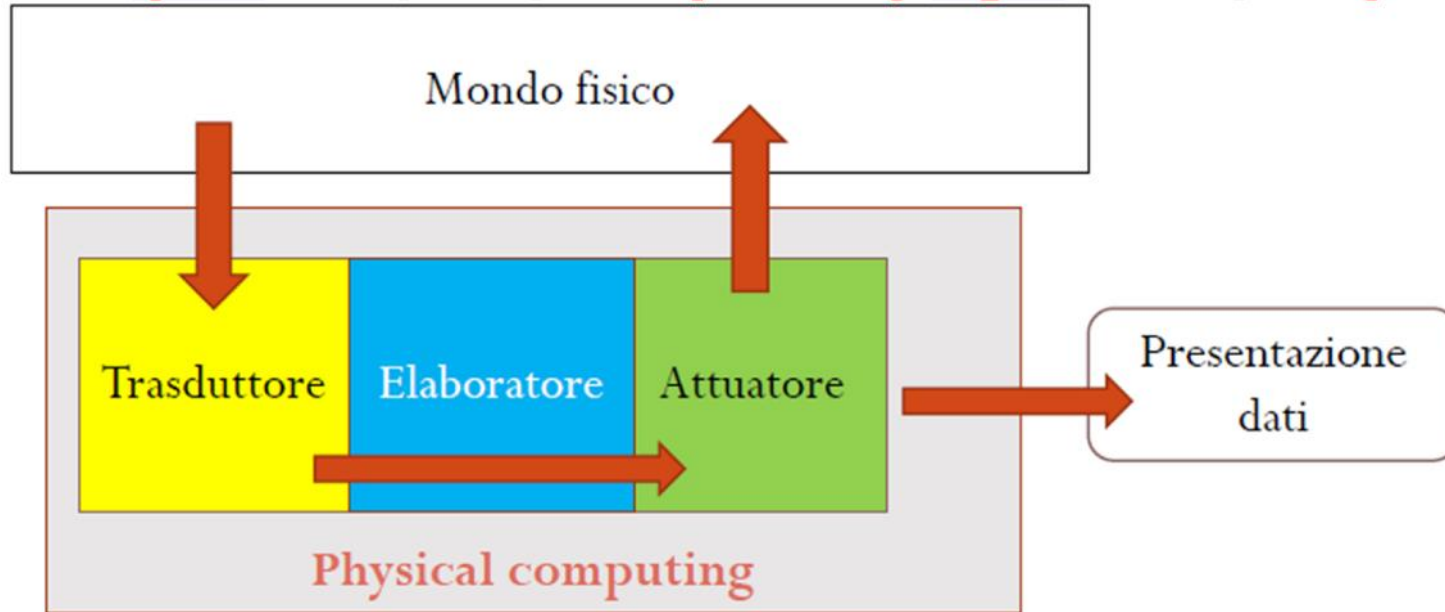 Mondo fisico
Trasduttore
Elaboratore
Attuatore
Presentazione
dati
Physical computing